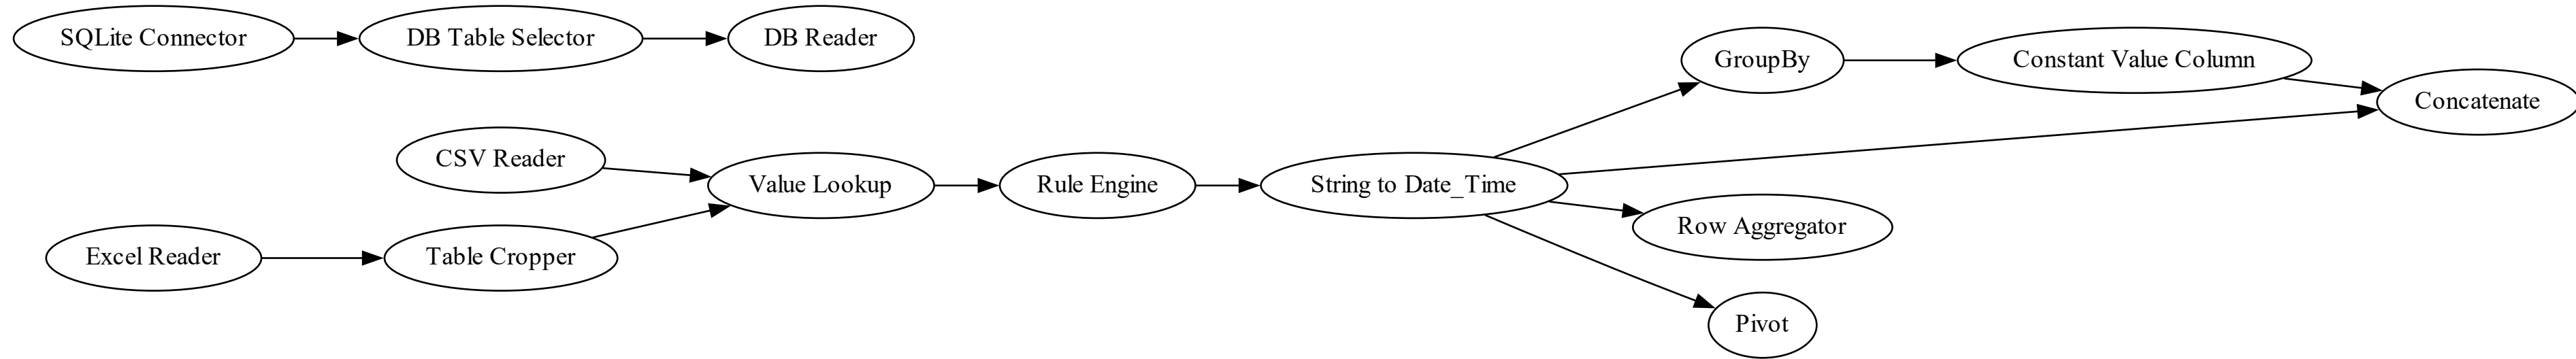 SQLite Connector
DB Table Selector
DB Reader
GroupBy
Constant Value Column
Concatenate
CSV Reader
Value Lookup
Rule Engine
String to Date_Time
Row Aggregator
Excel Reader
Table Cropper
Pivot